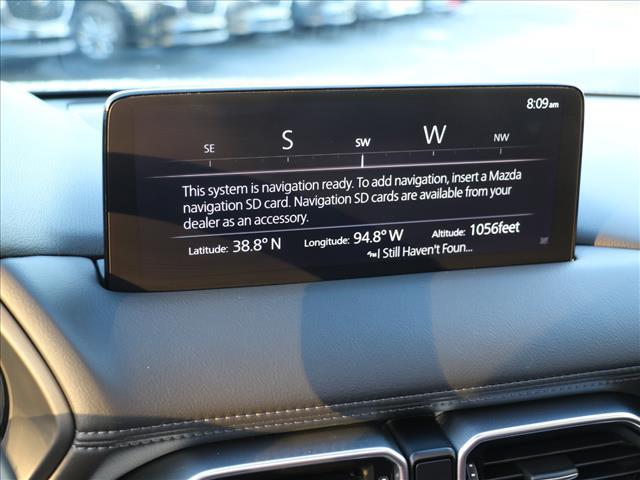 8:09am
SE S SW W NW
This system is navigation ready. To add navigation, insert a Mazda
navigation SD card. Navigation SD cards are available from your
dealer as an accessory.
Latitude: 38.8° N Longitude: 94.8° W Altitude: 1056feet
I Still Haven't Foun...